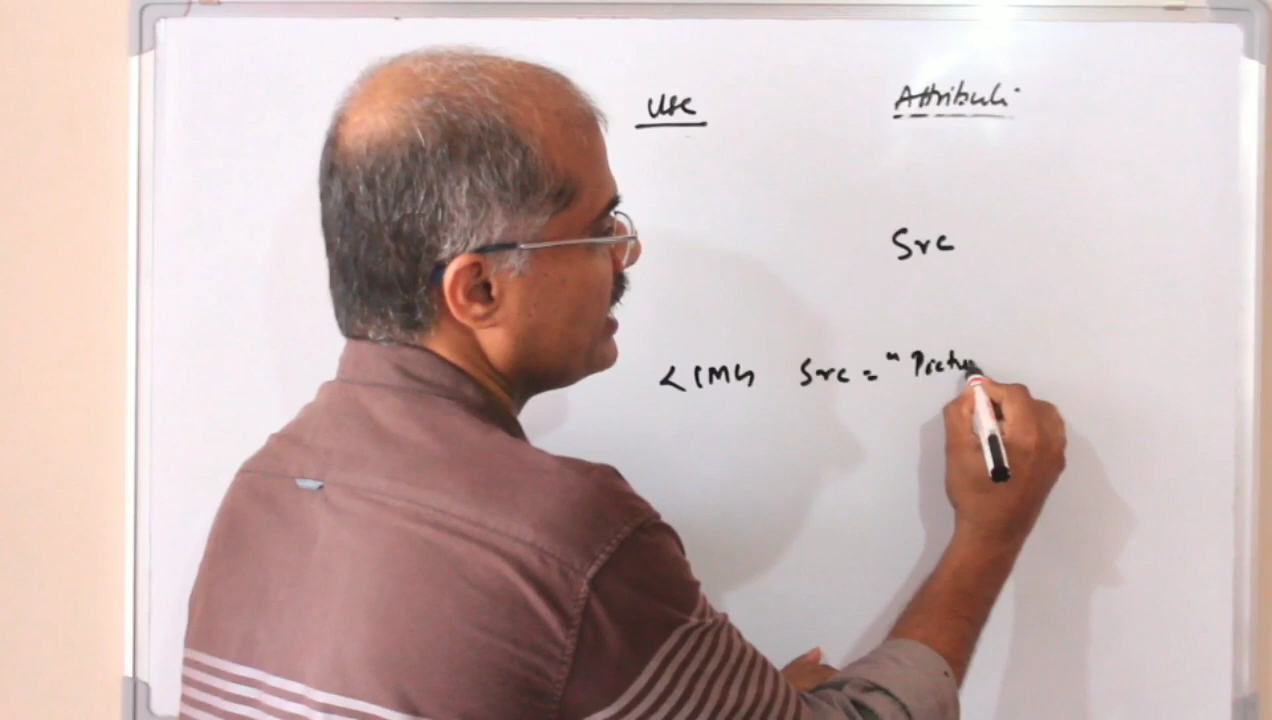 Use Attribute
Src
<IMG Src = " Pictu